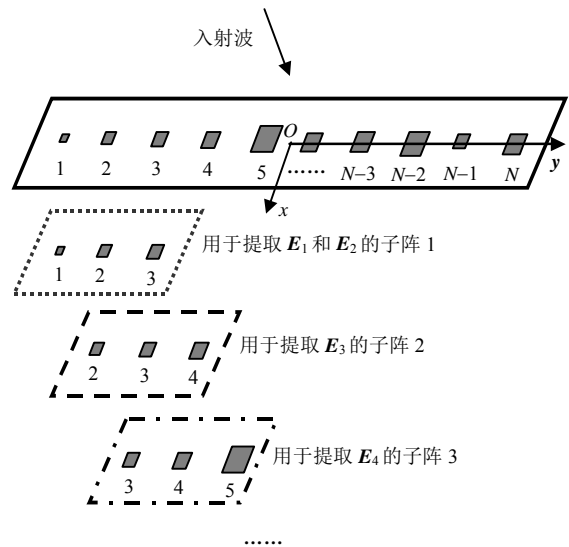 入射波
O
y
1 2 3 4 5 …… N−3 N−2 N−1 N
x
用于提取 E₁ 和 E₂ 的子阵 1
1 2 3
用于提取 E₃ 的子阵 2
2 3 4
用于提取 E₄ 的子阵 3
3 4 5
……